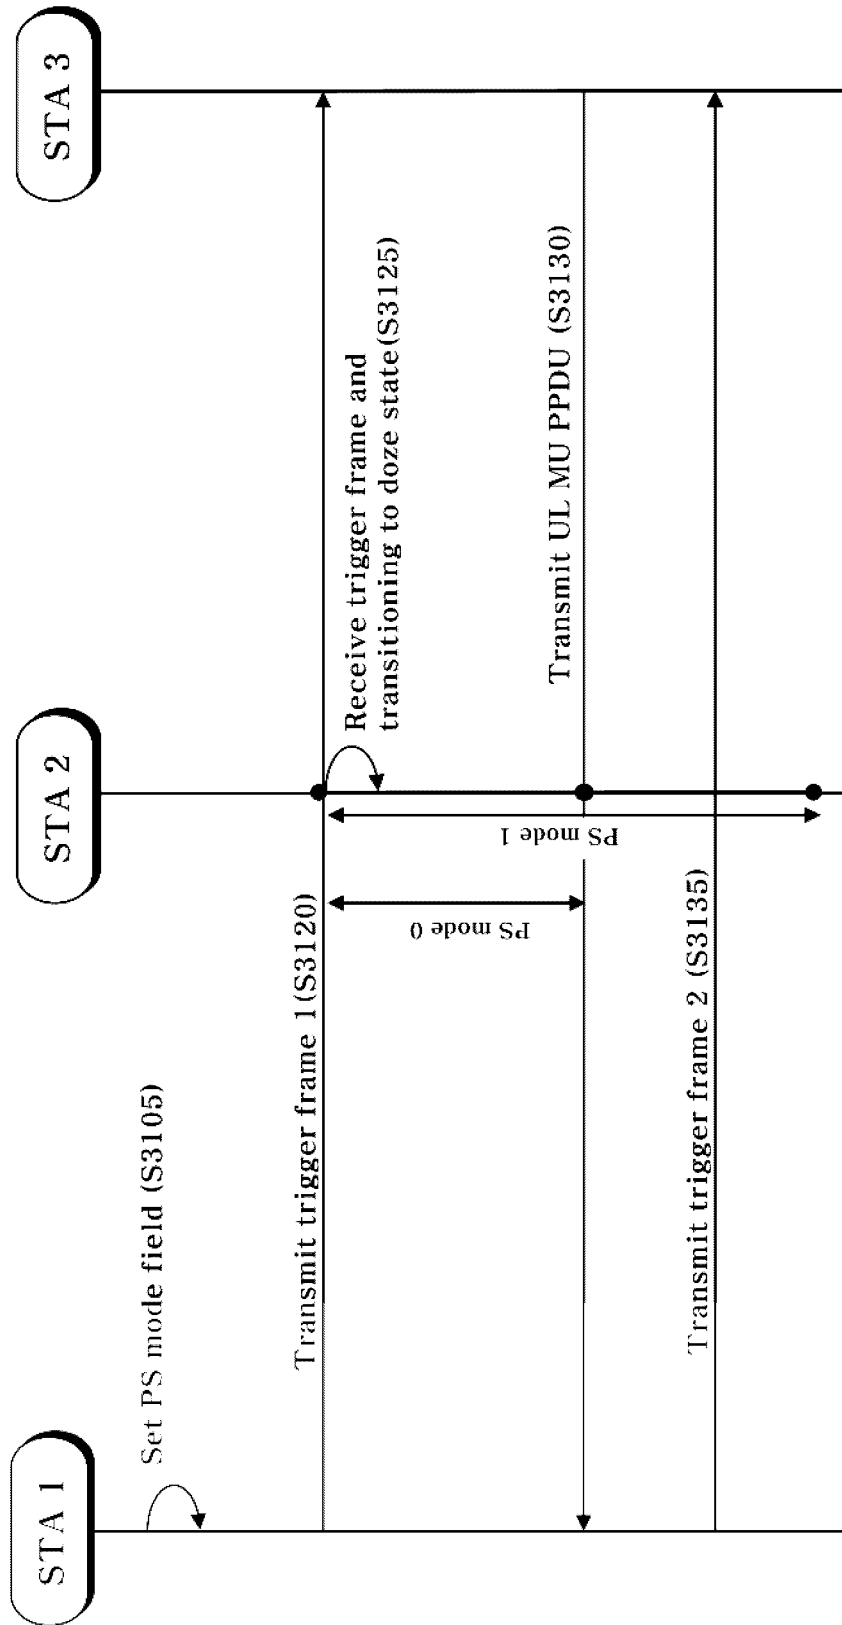 STA 1
STA 2
STA 3
Set PS mode field (S3105)
Transmit trigger frame 1(S3120)
Receive trigger frame and
transitioning to doze state(S3125)
PS mode 0
PS mode 1
Transmit UL MU PPDU (S3130)
Transmit trigger frame 2 (S3135)